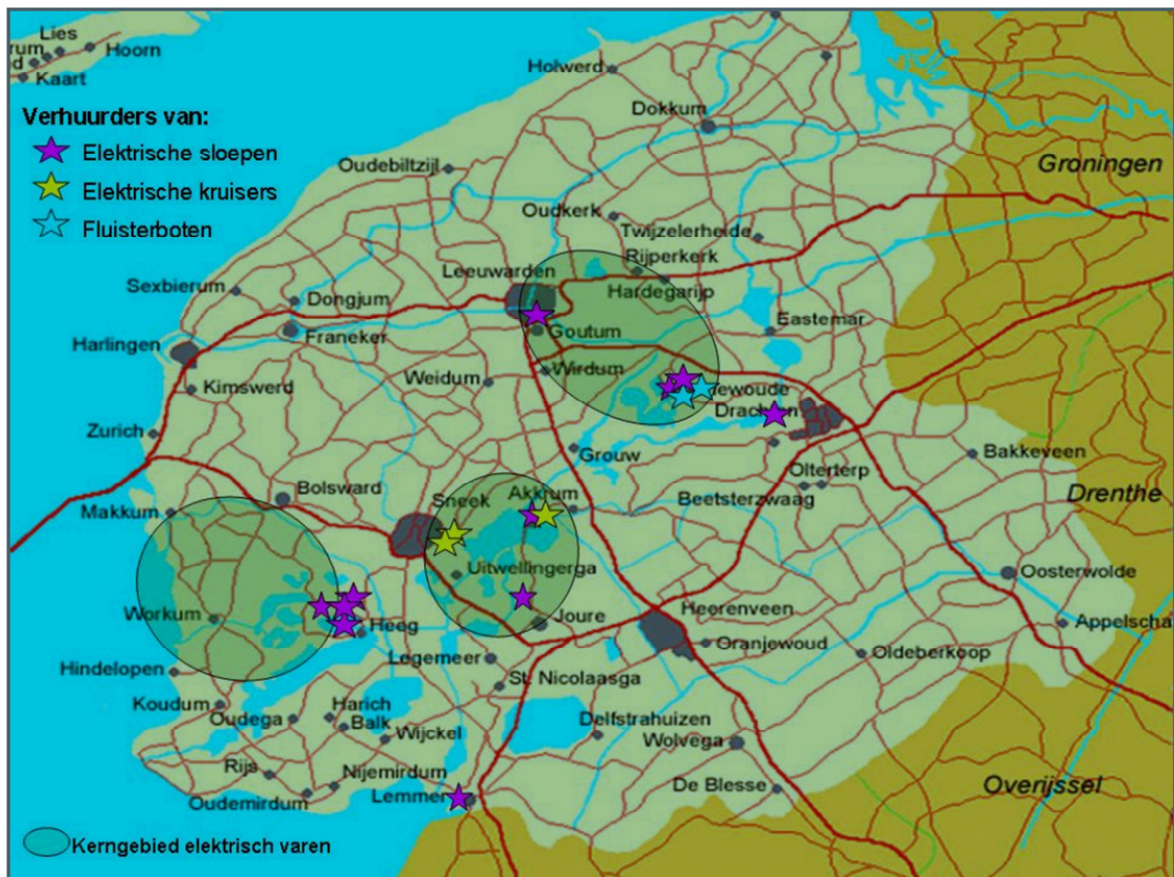 Lies
Hoorn
Kaart
Holwerd
Dokkum
Verhuurders van:
Elektrische sloepen
Elektrische kruisers
Fluisterboten
Oudebiltzijl
Groningen
Oudkerk
Twijzelerheide
Rijperkerk
Leeuwarden
Hardegarijp
Sexbierum
Dongjum
Eastemar
Franeker
Goutum
Harlingen
Wirdum
Weidum
Kimswerd
ewoude
Drachten
Zurich
Grouw
Bakkeveen
Olterterp
Bolsward
Sneek
Akkrum
Beetsterzwaag
Drenthe
Makkum
Uitwellingerga
Oosterwolde
Workum
Heeg
Joure
Heerenveen
Appelscha
Oranjewoud
Oldeberkoop
Hindelopen
Legemeer
St. Nicolaasga
Koudum
Harich
Oudega
Balk
Wijckel
Delfstrahuizen
Wolvega
Rijs
Nijemirdum
Lemmer
De Blesse
Overijssel
Oudemirdum
Kerngebied elektrisch varen